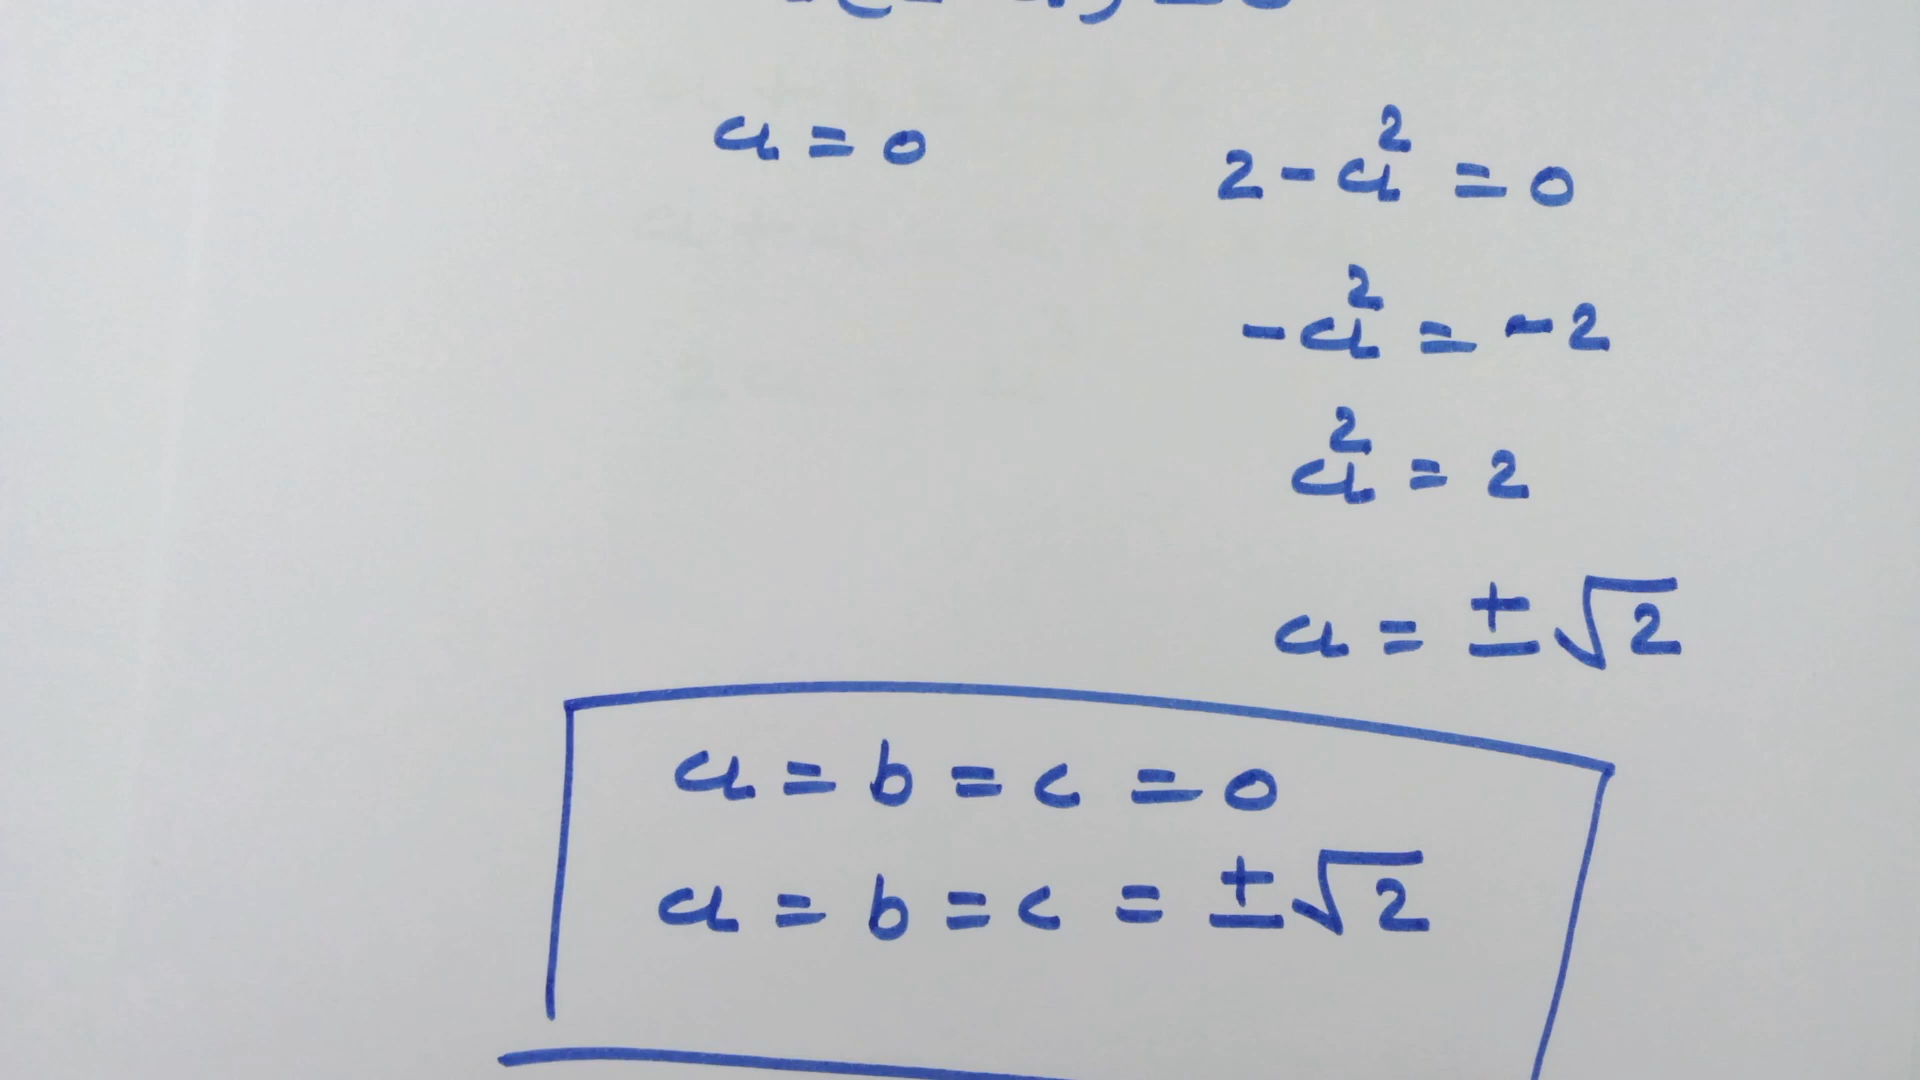 a = 0
2 - a² = 0
-a² = -2
a² = 2
a = ±√2
a = b = c = 0
a = b = c = ±√2